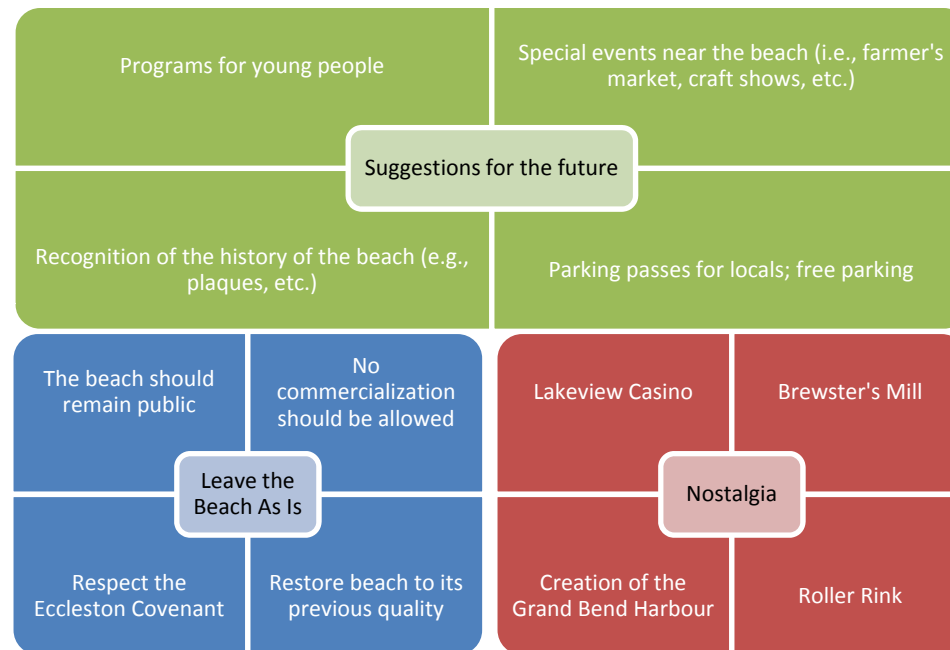 Programs for young people
Special events near the beach (i.e., farmer's
market, craft shows, etc.)
Suggestions for the future
Recognition of the history of the beach (e.g.,
plaques, etc.)
Parking passes for locals; free parking
The beach should
remain public
No
commercialization
should be allowed
Leave the
Beach As Is
Respect the
Eccleston Covenant
Restore beach to its
previous quality
Lakeview Casino
Brewster's Mill
Nostalgia
Creation of the
Grand Bend Harbour
Roller Rink